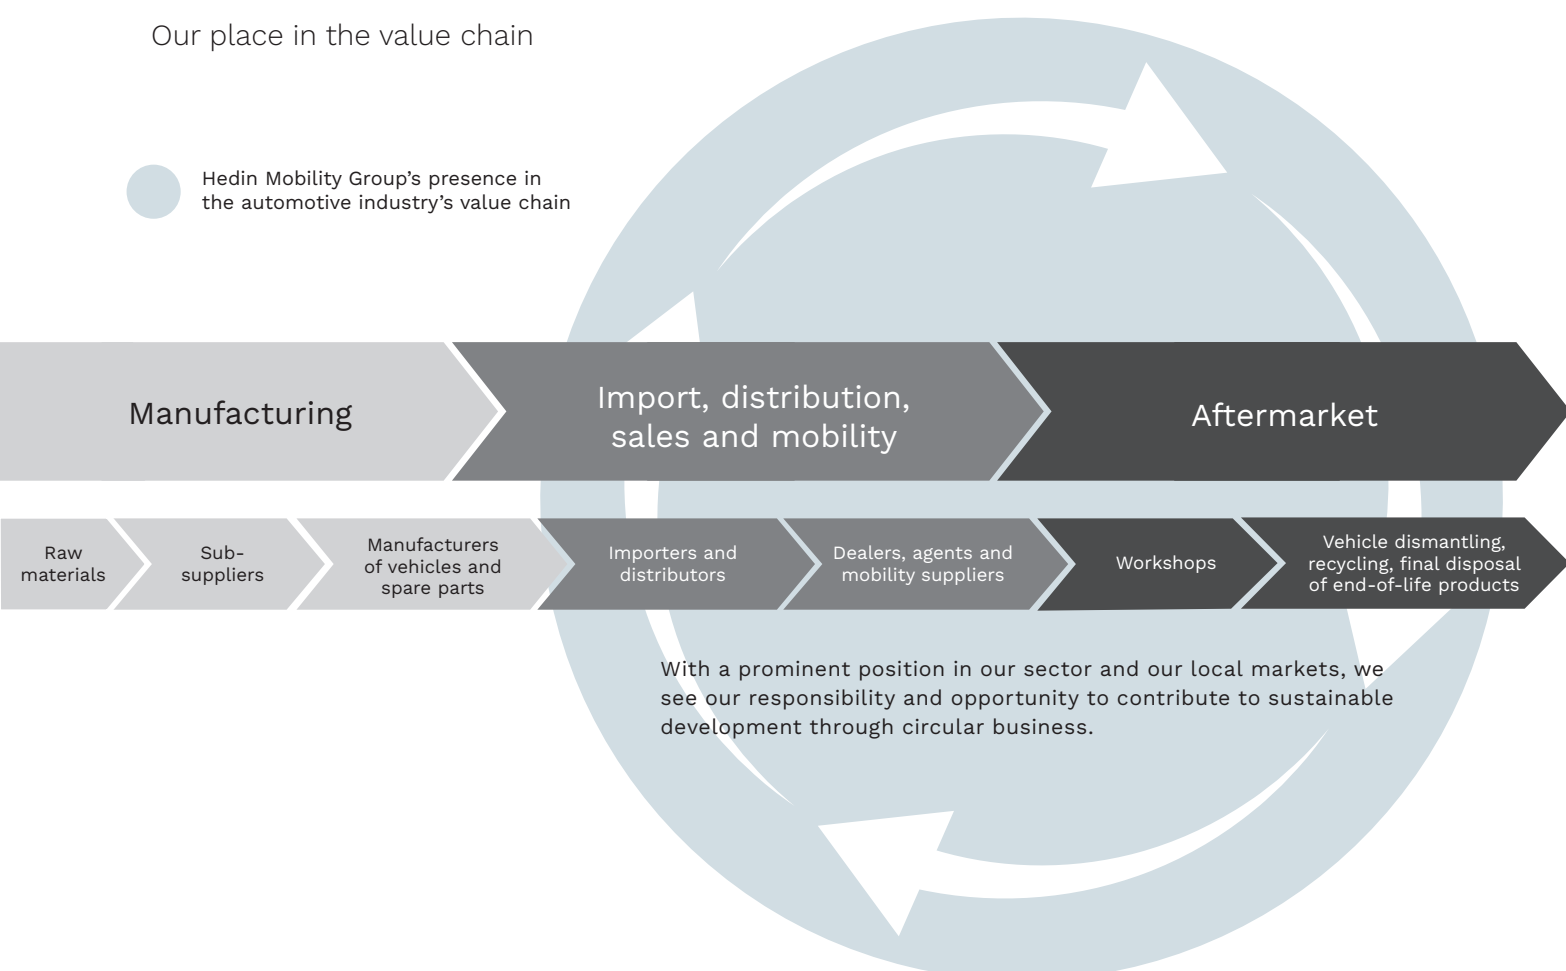 Our place in the value chain
Hedin Mobility Group’s presence in
the automotive industry’s value chain
Manufacturing
Import, distribution,
sales and mobility
Aftermarket
Raw
materials
Sub-
suppliers
Manufacturers
of vehicles and
spare parts
Importers and
distributors
Dealers, agents and
mobility suppliers
Workshops
Vehicle dismantling,
recycling, final disposal
of end-of-life products
With a prominent position in our sector and our local markets, we
see our responsibility and opportunity to contribute to sustainable
development through circular business.